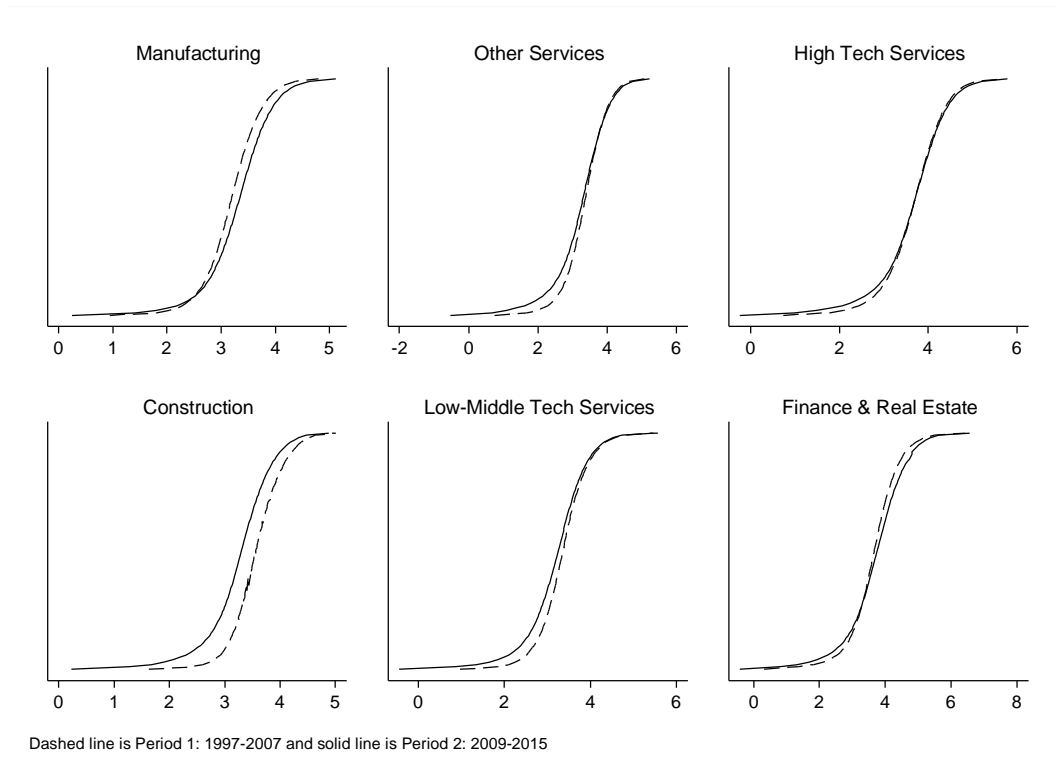 Manufacturing Other Services High Tech Services
0 1 2 3 4 5 -2 0 2 4 6 0 2 4 6
Construction Low-Middle Tech Services Finance & Real Estate
0 1 2 3 4 5 0 2 4 6 0 2 4 6 8
Dashed line is Period 1: 1997-2007 and solid line is Period 2: 2009-2015